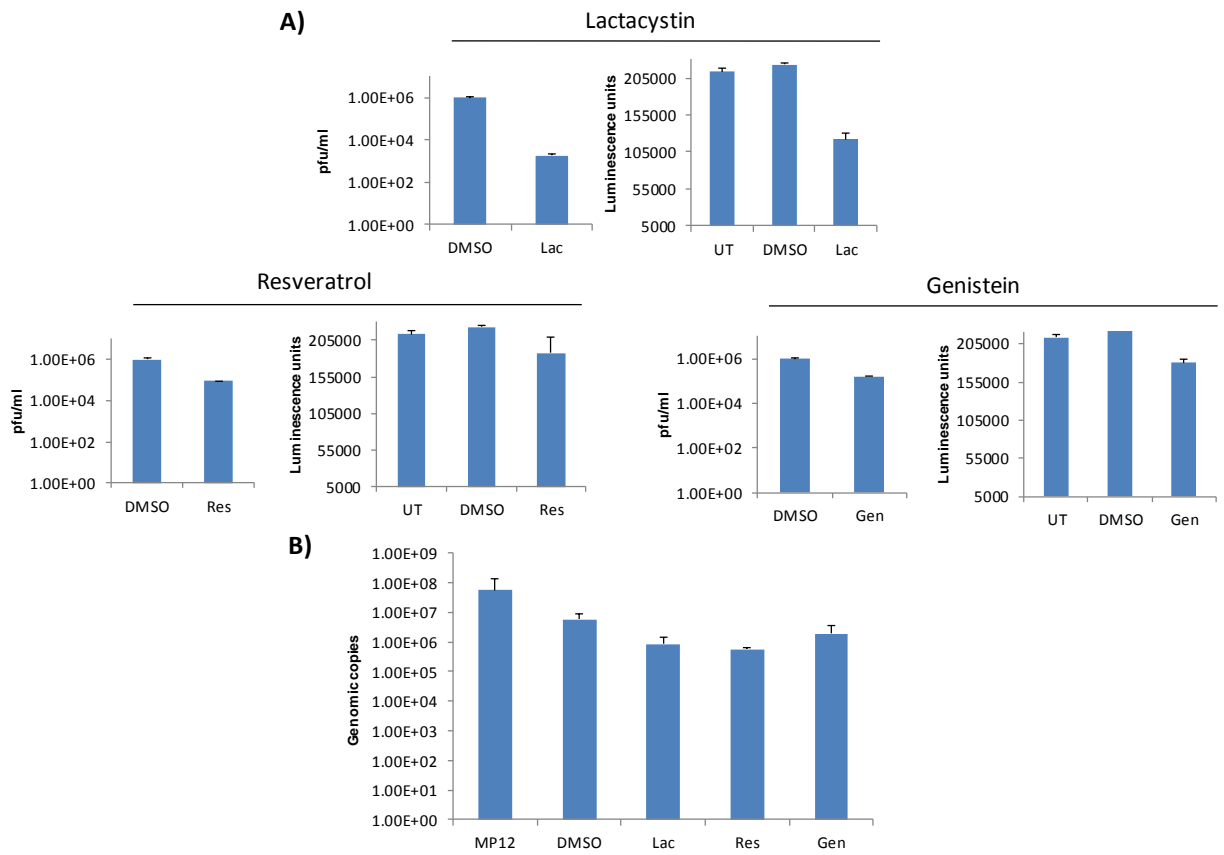 A)
Lactacystin
pfu/ml
1.00E+06
1.00E+04
1.00E+02
1.00E+00
DMSO Lac
Luminescence units
205000
155000
105000
55000
5000
UT DMSO Lac
Resveratrol
pfu/ml
1.00E+06
1.00E+04
1.00E+02
1.00E+00
DMSO Res
Luminescence units
205000
155000
105000
55000
5000
UT DMSO Res
Genistein
pfu/ml
1.00E+06
1.00E+04
1.00E+02
1.00E+00
DMSO Gen
Luminescence units
205000
155000
105000
55000
5000
UT DMSO Gen
B)
Genomic copies
1.00E+09
1.00E+08
1.00E+07
1.00E+06
1.00E+05
1.00E+04
1.00E+03
1.00E+02
1.00E+01
1.00E+00
MP12 DMSO Lac Res Gen